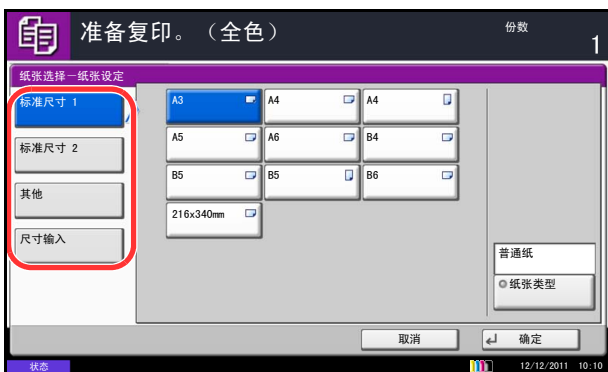 准备复印。（全色）
份数
1
纸张选择－纸张设定
标准尺寸 1
标准尺寸 2
其他
尺寸输入
A3
A4
A4
A5
A6
B4
B5
B5
B6
216x340mm
普通纸
纸张类型
取消
确定
状态
12/12/2011 10:10